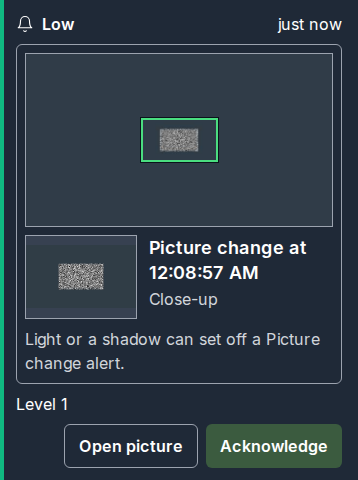 Low just now
Picture change at
12:08:57 AM
Close-up
Light or a shadow can set off a Picture
change alert.
Level 1
Open picture Acknowledge